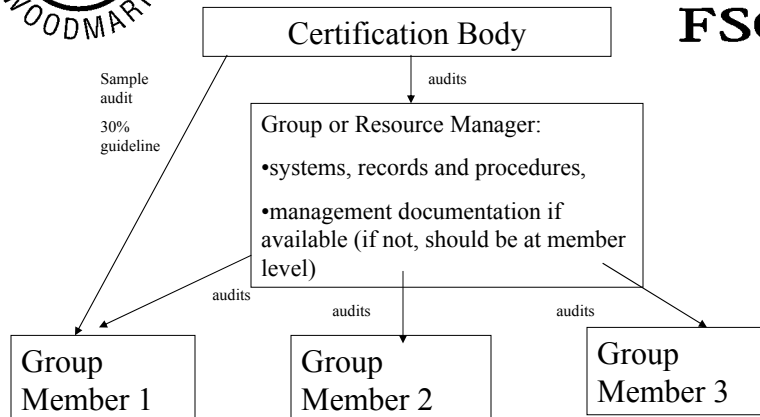 WOODMARK
FSC
Certification Body
Sample
audit
30%
guideline
audits
Group or Resource Manager:
•systems, records and procedures,
•management documentation if
available (if not, should be at member
level)
audits
audits
audits
Group
Member 1
Group
Member 2
Group
Member 3